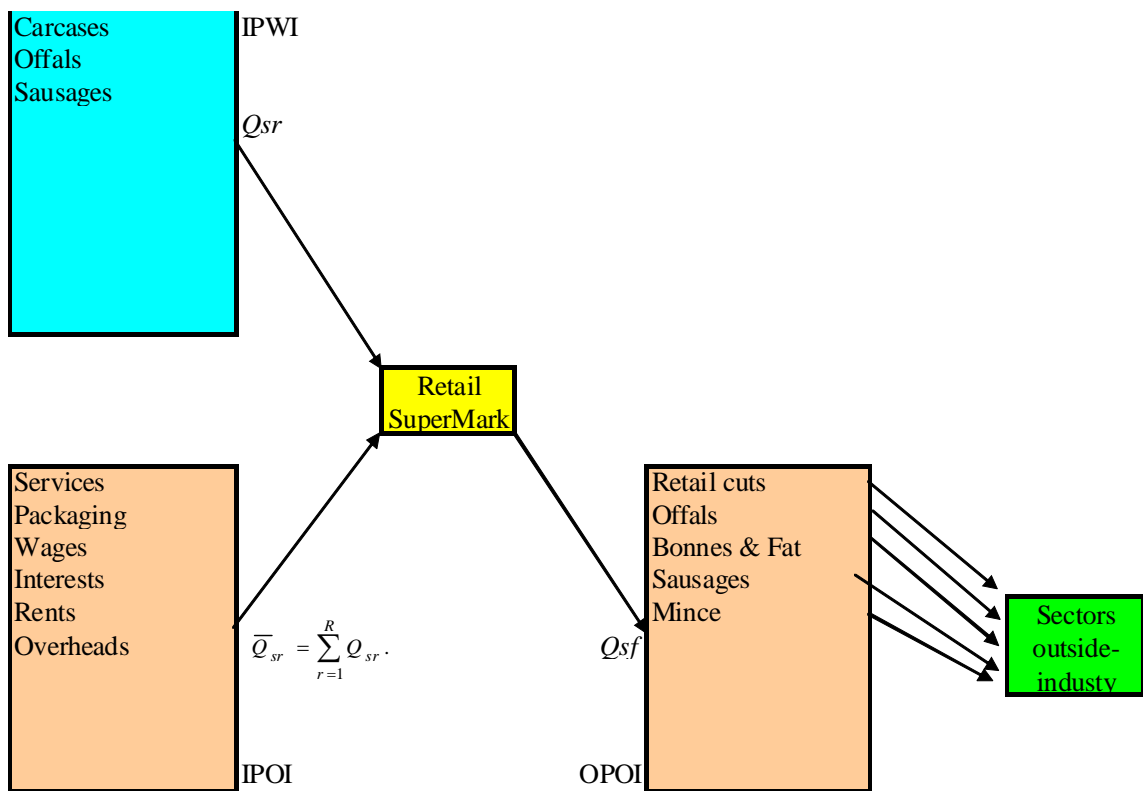 Carcases
Offals
Sausages
IPWI
Qsr
Retail
SuperMark
Services
Packaging
Wages
Interests
Rents
Overheads
Q̅sr = ∑_{r=1}^{R} Qsr .
IPOI
Qsf
OPOI
Retail cuts
Offals
Bonnes & Fat
Sausages
Mince
Sectors
outside-
industy